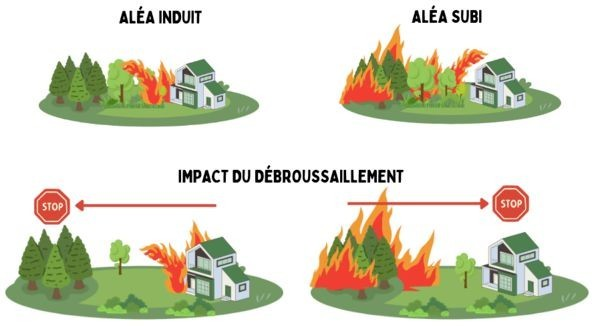 ALÉA INDUIT
ALÉA SUBI
IMPACT DU DÉBROUSSAILLEMENT
STOP
STOP